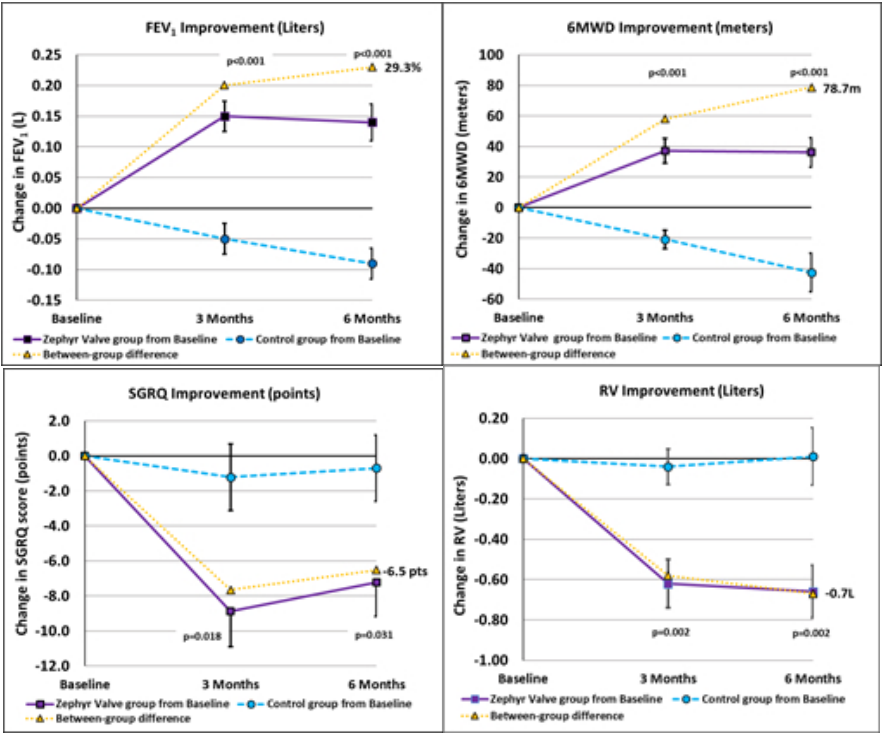 FEV₁ Improvement (Liters)
Change in FEV₁ (L)
0.25
0.20
0.15
0.10
0.05
0.00
-0.05
-0.10
-0.15
p<0.001
p<0.001
29.3%
Baseline 3 Months 6 Months
Zephyr Valve group from Baseline Control group from Baseline
Between-group difference
6MWD Improvement (meters)
Change in 6MWD (meters)
100
80
60
40
20
0
-20
-40
-60
p<0.001 p<0.001
78.7m
Baseline 3 Months 6 Months
Zephyr Valve group from Baseline Control group from Baseline
Between-group difference
SGRQ Improvement (points)
Change in SGRQ score (points)
2.0
0.0
-2.0
-4.0
-6.0
-8.0
-10.0
-12.0
-6.5 pts
p=0.018 p=0.031
Baseline 3 Months 6 Months
Zephyr Valve group from Baseline Control group from Baseline
Between-group difference
RV Improvement (Liters)
Change in RV (Liters)
0.20
0.00
-0.20
-0.40
-0.60
-0.80
-1.00
-0.7L
p=0.002 p=0.002
Baseline 3 Months 6 Months
Zephyr Valve group from Baseline Control group from Baseline
Between-group difference